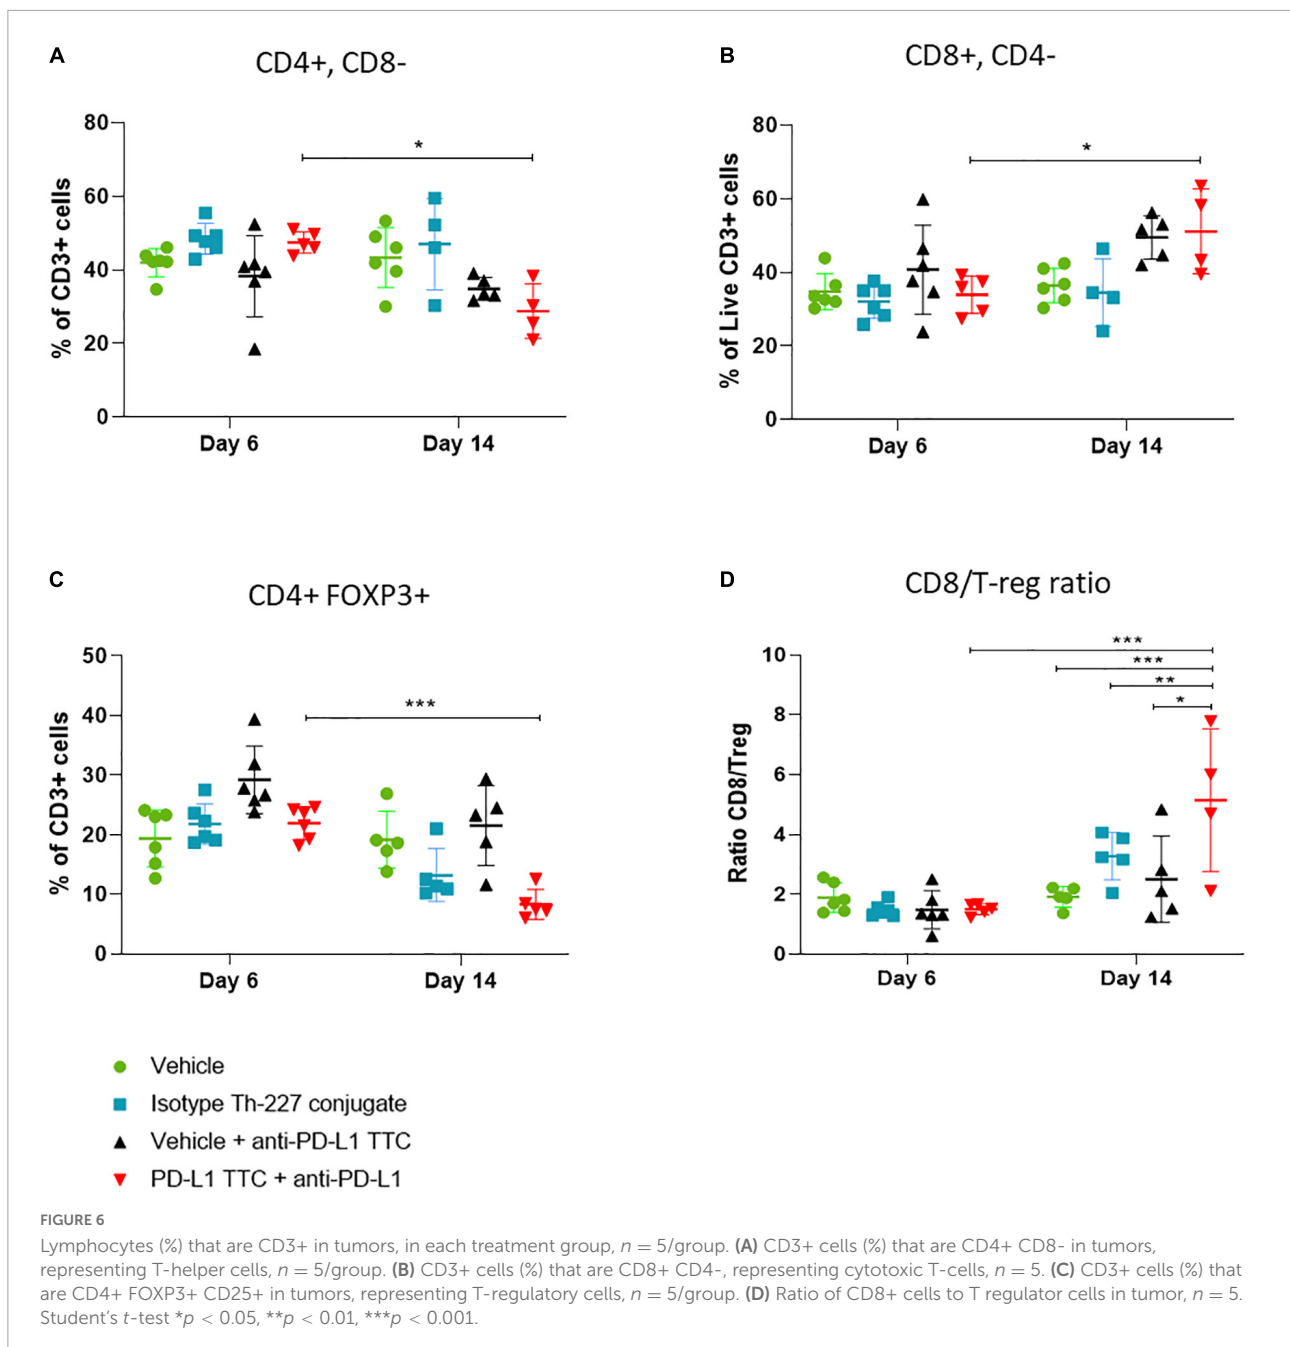 A
CD4+, CD8-
% of CD3+ cells
80
60
40
20
0
*
Day 6
Day 14
B
CD8+, CD4-
% of Live CD3+ cells
80
60
40
20
0
*
Day 6
Day 14
C
CD4+ FOXP3+
% of CD3+ cells
50
40
30
20
10
0
***
Day 6
Day 14
D
CD8/T-reg ratio
Ratio CD8/Treg
10
8
6
4
2
0
***
***
**
*
Day 6
Day 14
Vehicle
Isotype Th-227 conjugate
Vehicle + anti-PD-L1 TTC
PD-L1 TTC + anti-PD-L1
FIGURE 6
Lymphocytes (%) that are CD3+ in tumors, in each treatment group, n = 5/group. (A) CD3+ cells (%) that are CD4+ CD8- in tumors,
representing T-helper cells, n = 5/group. (B) CD3+ cells (%) that are CD8+ CD4-, representing cytotoxic T-cells, n = 5. (C) CD3+ cells (%) that
are CD4+ FOXP3+ CD25+ in tumors, representing T-regulatory cells, n = 5/group. (D) Ratio of CD8+ cells to T regulator cells in tumor, n = 5.
Student's t-test *p < 0.05, **p < 0.01, ***p < 0.001.